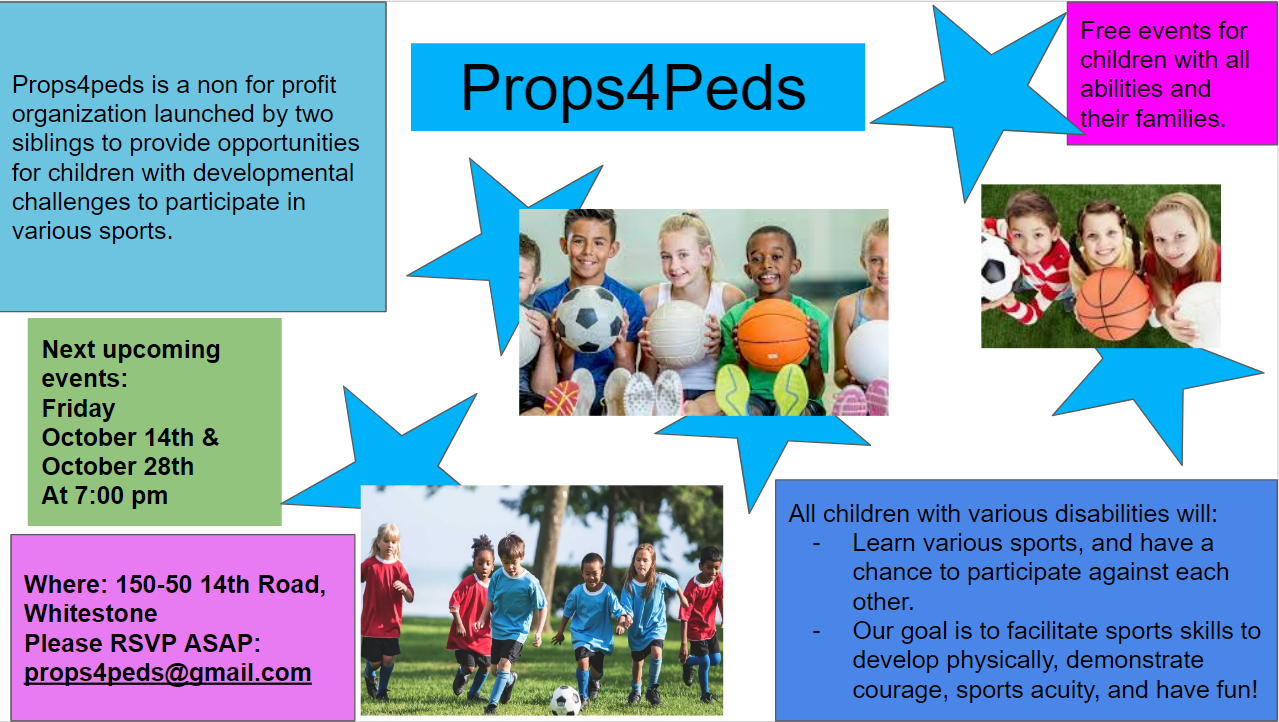 Props4peds is a non for profit
organization launched by two
siblings to provide opportunities
for children with developmental
challenges to participate in
various sports.
Props4Peds
Free events for
children with all
abilities and
their families.
Next upcoming
events:
Friday
October 14th &
October 28th
At 7:00 pm
Where: 150-50 14th Road,
Whitestone
Please RSVP ASAP:
props4peds@gmail.com
All children with various disabilities will:
- Learn various sports, and have a
chance to participate against each
other.
- Our goal is to facilitate sports skills to
develop physically, demonstrate
courage, sports acuity, and have fun!